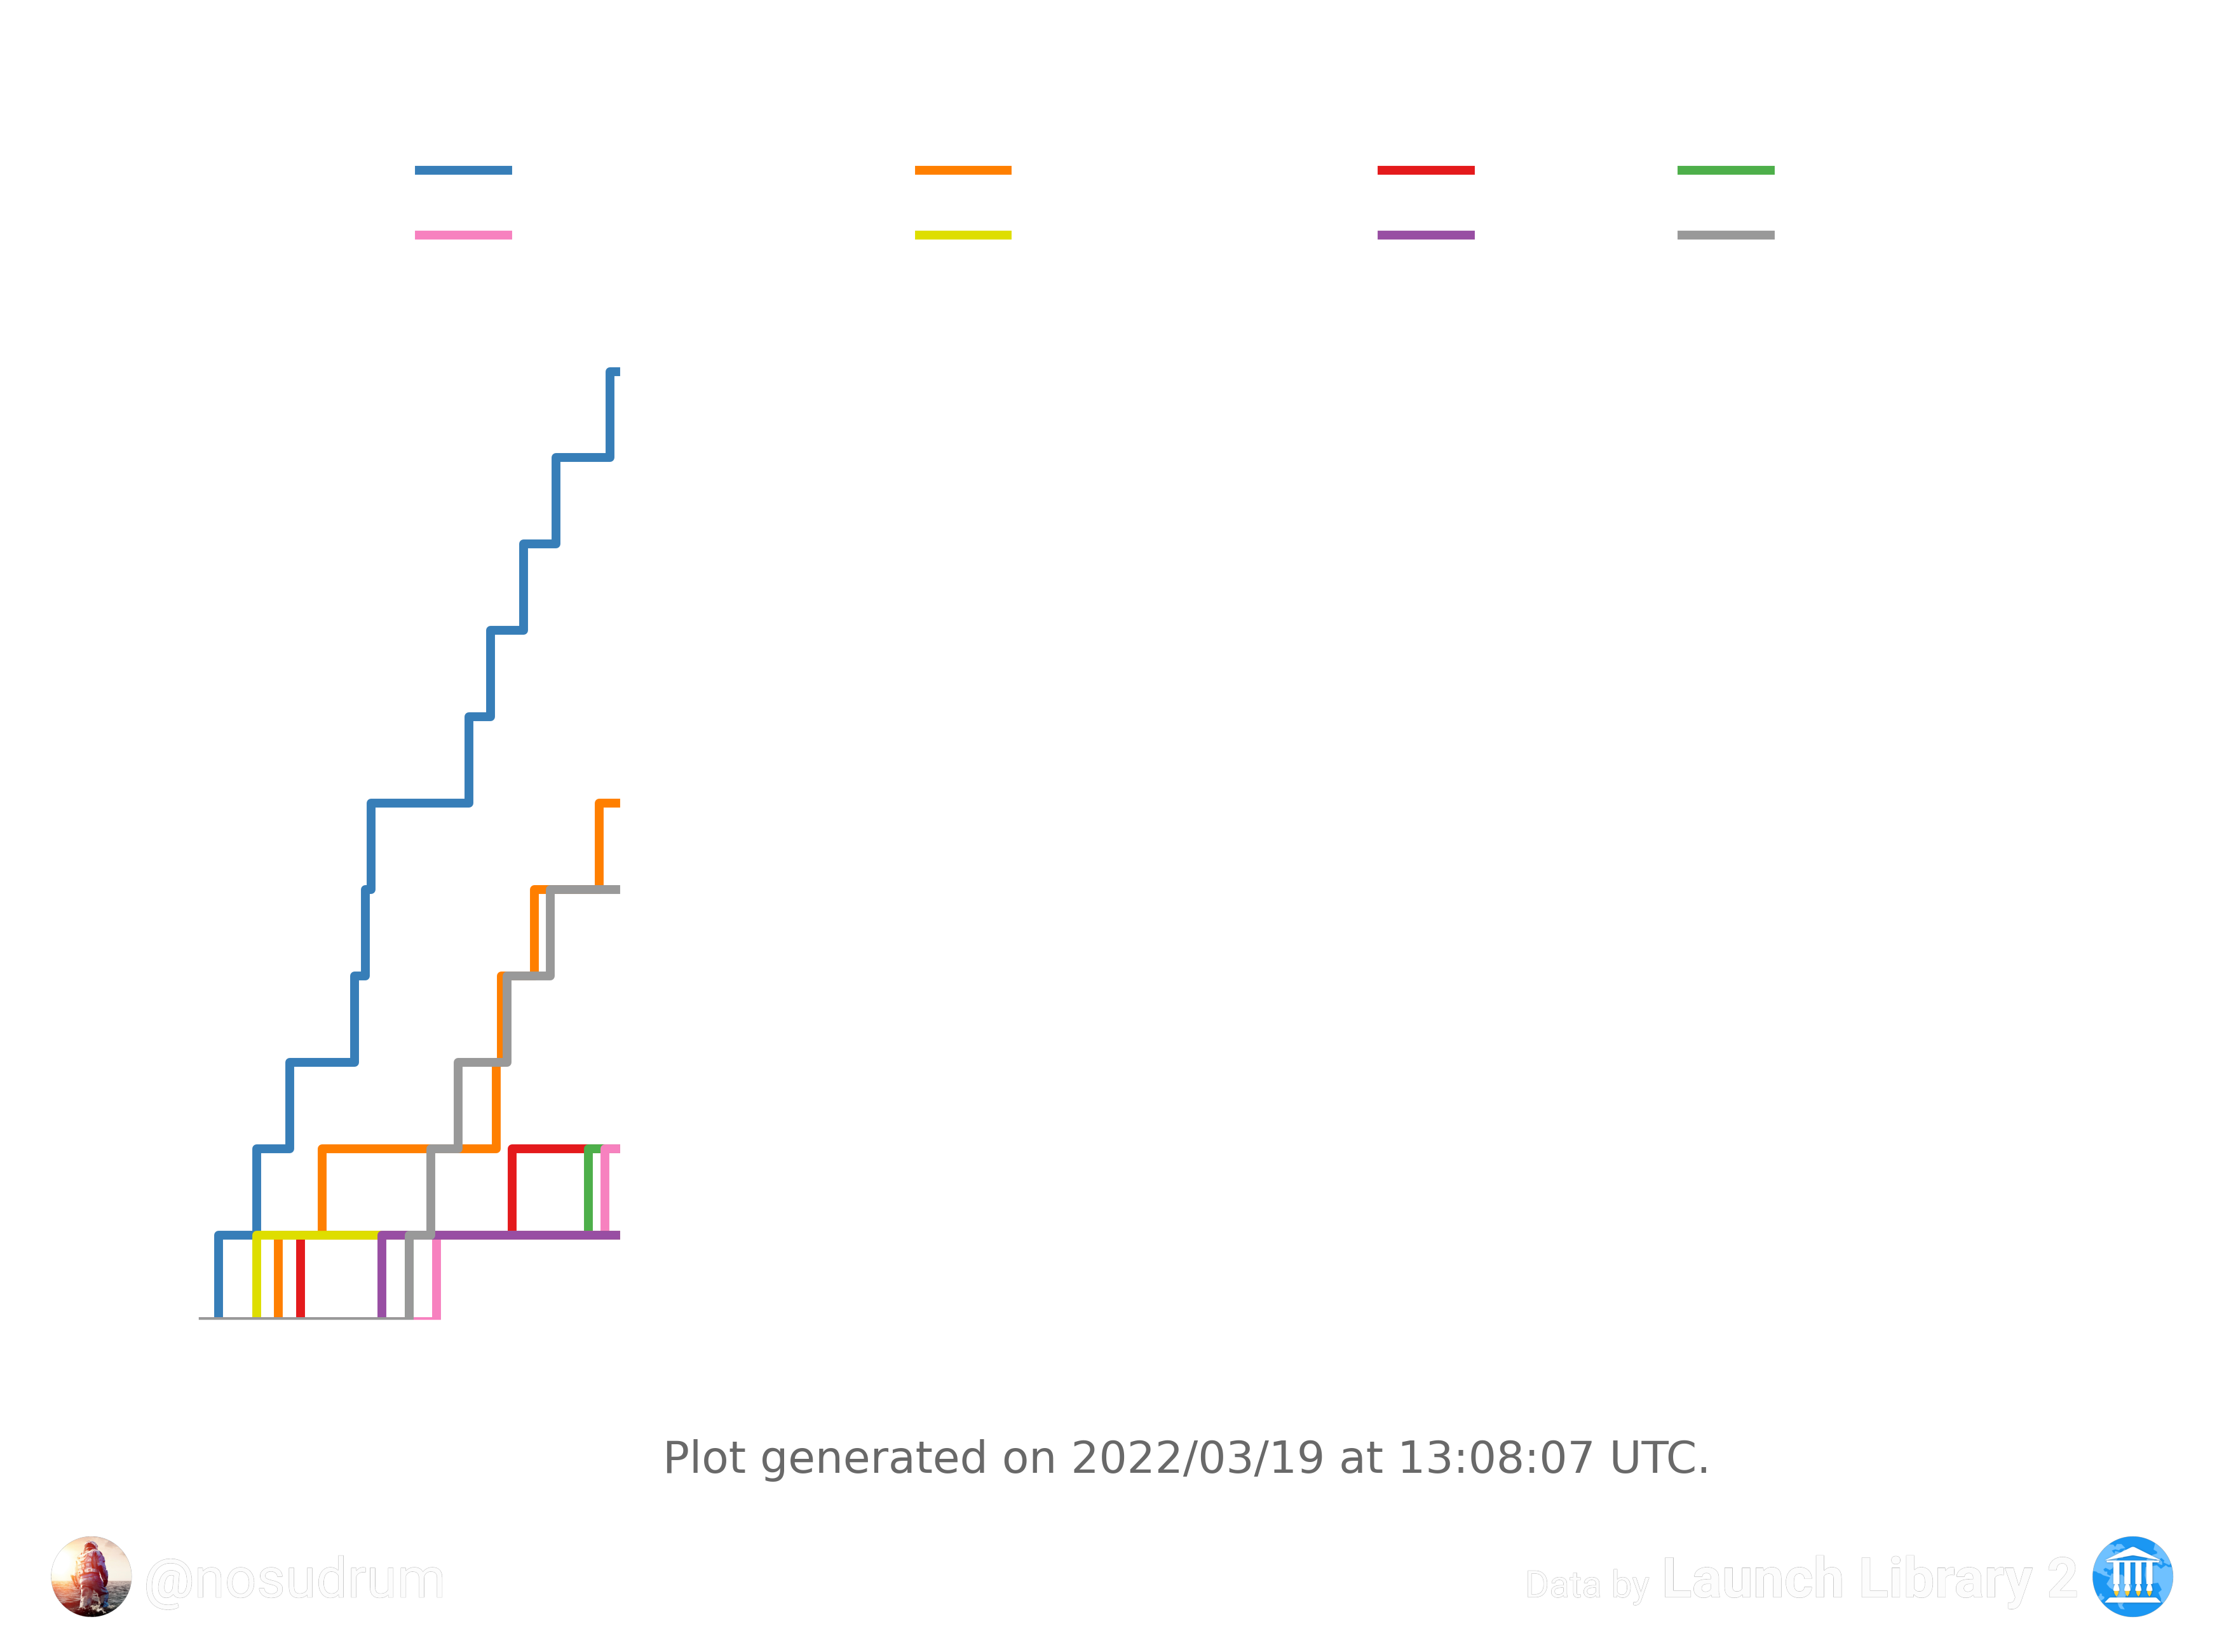 Plot generated on 2022/03/19 at 13:08:07 UTC.
@nosudrum
Data by Launch Library 2